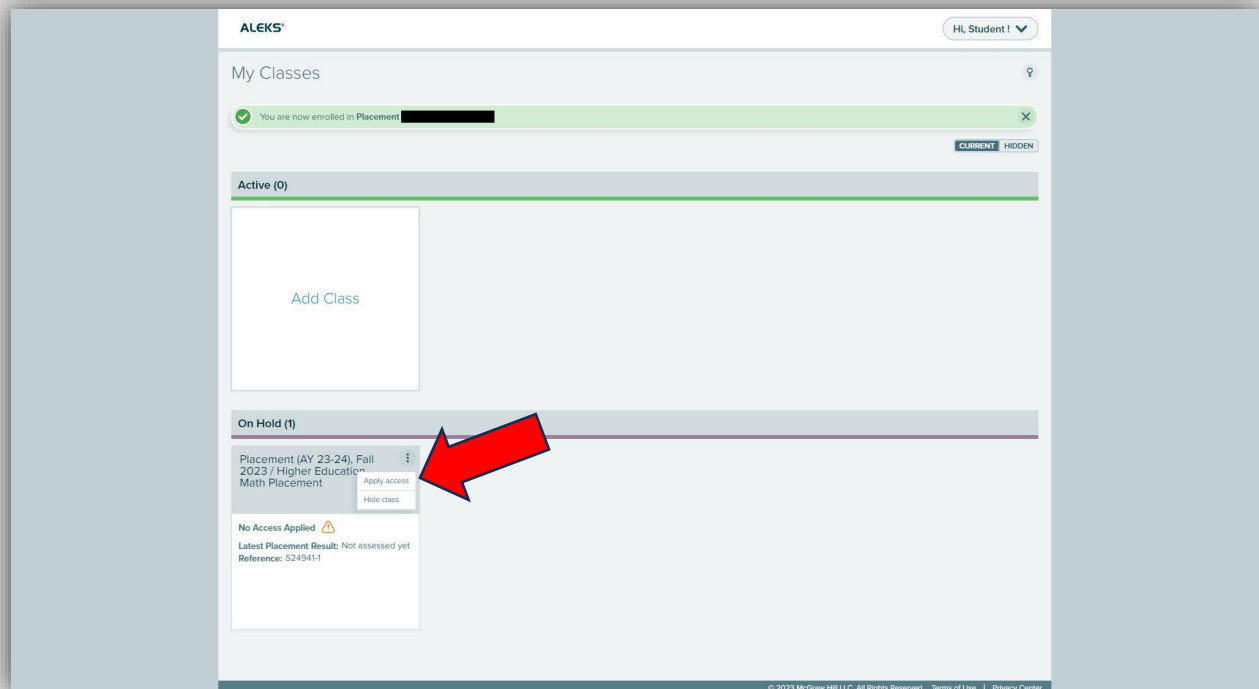 ALEKS®
Hi, Student !
My Classes
You are now enrolled in Placement
CURRENT HIDDEN
Active (0)
Add Class
On Hold (1)
Placement (AY 23-24), Fall
2023 / Higher Education
Math Placement
Apply access
Hide class
No Access Applied
Latest Placement Result: Not assessed yet
Reference: S24941-1
© 2023 McGraw Hill LLC. All Rights Reserved. Terms of Use | Privacy Center